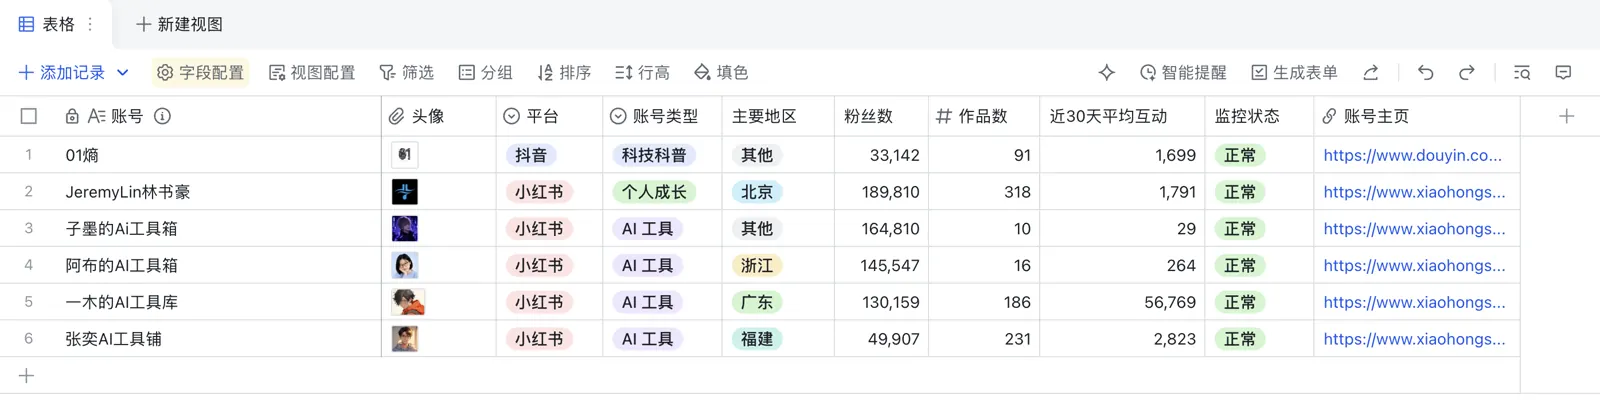 表格 新建视图
添加记录 字段配置 视图配置 筛选 分组 排序 行高 填色 智能提醒 生成表单
账号 头像 平台 账号类型 主要地区 粉丝数 作品数 近30天平均互动 监控状态 账号主页
1 01熵 抖音 科技科普 其他 33,142 91 1,699 正常 https://www.douyin.co...
2 JeremyLin林书豪 小红书 个人成长 北京 189,810 318 1,791 正常 https://www.xiaohongs...
3 子墨的Ai工具箱 小红书 AI 工具 其他 164,810 10 29 正常 https://www.xiaohongs...
4 阿布的AI工具箱 小红书 AI 工具 浙江 145,547 16 264 正常 https://www.xiaohongs...
5 一木的AI工具库 小红书 AI 工具 广东 130,159 186 56,769 正常 https://www.xiaohongs...
6 张奕AI工具铺 小红书 AI 工具 福建 49,907 231 2,823 正常 https://www.xiaohongs...